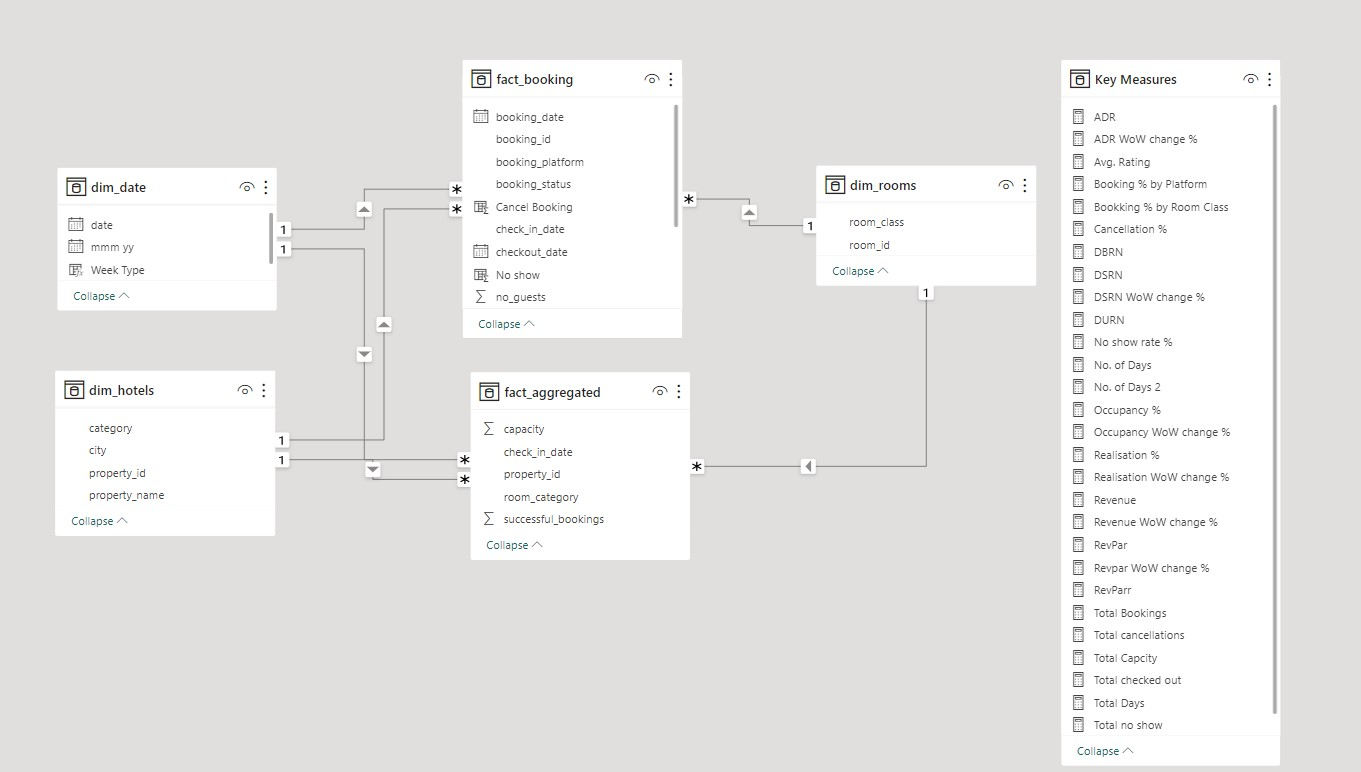 fact_booking
booking_date
booking_id
booking_platform
booking_status
Cancel Booking
check_in_date
checkout_date
No show
no_guests
Collapse
Key Measures
ADR
ADR WoW change %
Avg. Rating
Booking % by Platform
Bookking % by Room Class
Cancellation %
DBRN
DSRN
DSRN WoW change %
DURN
No show rate %
No. of Days
No. of Days 2
Occupancy %
Occupancy WoW change %
Realisation %
Realisation WoW change %
Revenue
Revenue WoW change %
RevPar
Revpar WoW change %
RevParr
Total Bookings
Total cancellations
Total Capcity
Total checked out
Total Days
Total no show
Collapse
dim_date
date
mmm yy
Week Type
Collapse
dim_rooms
room_class
room_id
Collapse
dim_hotels
category
city
property_id
property_name
Collapse
fact_aggregated
capacity
check_in_date
property_id
room_category
successful_bookings
Collapse
1
1
*
*
*
1
1
1
1
*
*
*